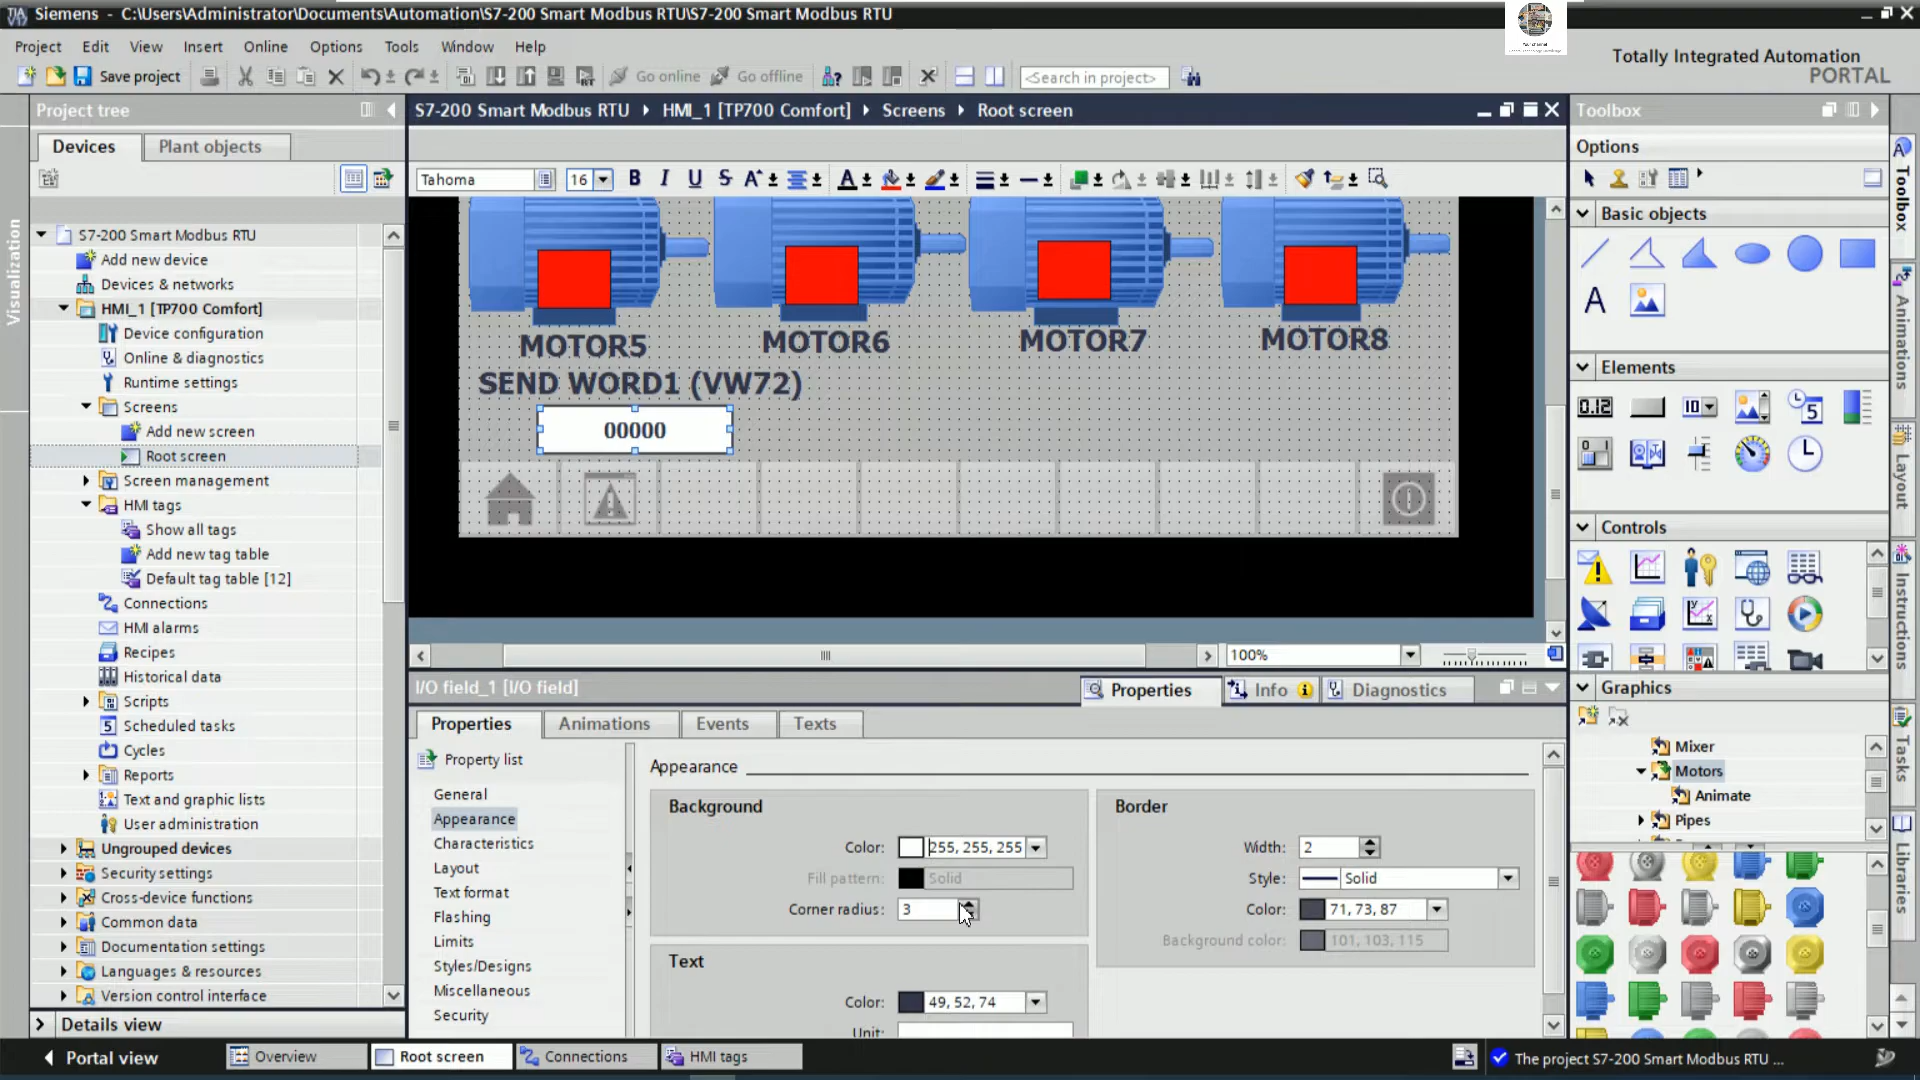 Siemens - C:\Users\Administrator\Documents\Automation\S7-200 Smart Modbus RTU\S7-200 Smart Modbus RTU
Project Edit View Insert Online Options Tools Window Help
Totally Integrated Automation
PORTAL
Save project
Go online
Go offline
<Search in project>
Project tree
S7-200 Smart Modbus RTU HMI_1 [TP700 Comfort] Screens Root screen
Toolbox
Devices
Plant objects
Options
Visualization
Tahoma
16
B I U S A
S7-200 Smart Modbus RTU
Add new device
Devices & networks
HMI_1 [TP700 Comfort]
Device configuration
Online & diagnostics
Runtime settings
Screens
Add new screen
Root screen
Screen management
HMI tags
Show all tags
Add new tag table
Default tag table [12]
Connections
HMI alarms
Recipes
Historical data
Scripts
Scheduled tasks
Cycles
Reports
Text and graphic lists
User administration
Ungrouped devices
Security settings
Cross-device functions
Common data
Documentation settings
Languages & resources
Version control interface
Details view
MOTOR5
MOTOR6
MOTOR7
MOTOR8
SEND WORD1 (VW72)
00000
100%
I/O field_1 [I/O field]
Properties
Info
Diagnostics
Properties
Animations
Events
Texts
Property list
General
Appearance
Characteristics
Layout
Text format
Flashing
Limits
Styles/Designs
Miscellaneous
Security
Appearance
Background
Color: 255, 255, 255
Fill pattern: Solid
Corner radius: 3
Text
Color: 49, 52, 74
Unit:
Border
Width: 2
Style: Solid
Color: 71, 73, 87
Background color: 101, 103, 115
Basic objects
A
Elements
0.12
10
5
Controls
Graphics
Mixer
Motors
Animate
Pipes
Toolbox
Animations
Layout
Instructions
Tasks
Libraries
Portal view
Overview
Root screen
Connections
HMI tags
The project S7-200 Smart Modbus RTU ...